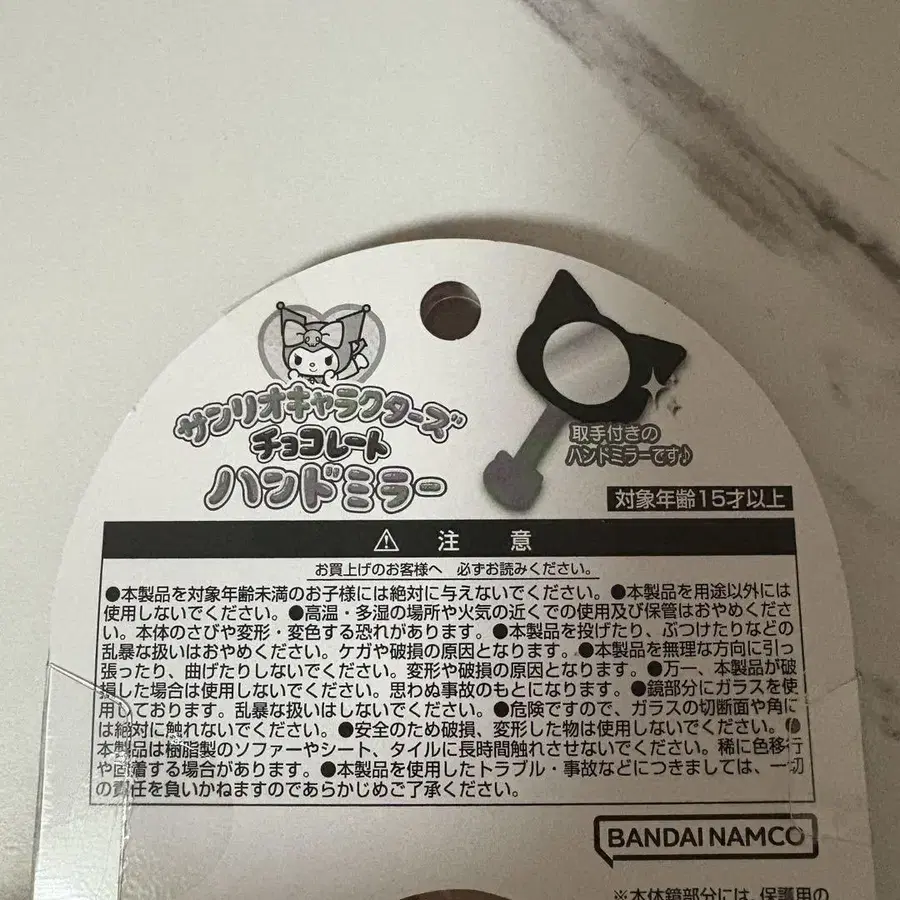 サンリオキャラクターズ
チョコレート
ハンドミラー
取手付きの
ハンドミラーです♪
対象年齢15才以上
⚠ 注 意
お買上げのお客様へ 必ずお読みください。
●本製品を対象年齢未満のお子様には絶対に与えないでください。●本製品を用途以外には
使用しないでください。●高温・多湿の場所や火気の近くでの使用及び保管はおやめくださ
い。本体のさびや変形・変色する恐れがあります。●本製品を投げたり、ぶつけたりなどの
乱暴な扱いはおやめください。ケガや破損の原因となります。●本製品を無理な方向に引っ
張ったり、曲げたりしないでください。変形や破損の原因となります。●万一、本製品が破
損した場合は使用しないでください。思わぬ事故のもとになります。●鏡部分にガラスを使
用しております。乱暴な扱いはしないでください。●危険ですので、ガラスの切断面や角に
は絶対に触れないでください。●安全のため破損、変形した物は使用しないでください。●
本製品は樹脂製のソファーやシート、タイルに長時間触れさせないでください。稀に色移行
や固着する場合があります。●本製品を使用したトラブル・事故などにつきましては、一切
の責任を負いかねますのであらかじめご了承ください。
BANDAI NAMCO
※本体鏡部分には、保護用の